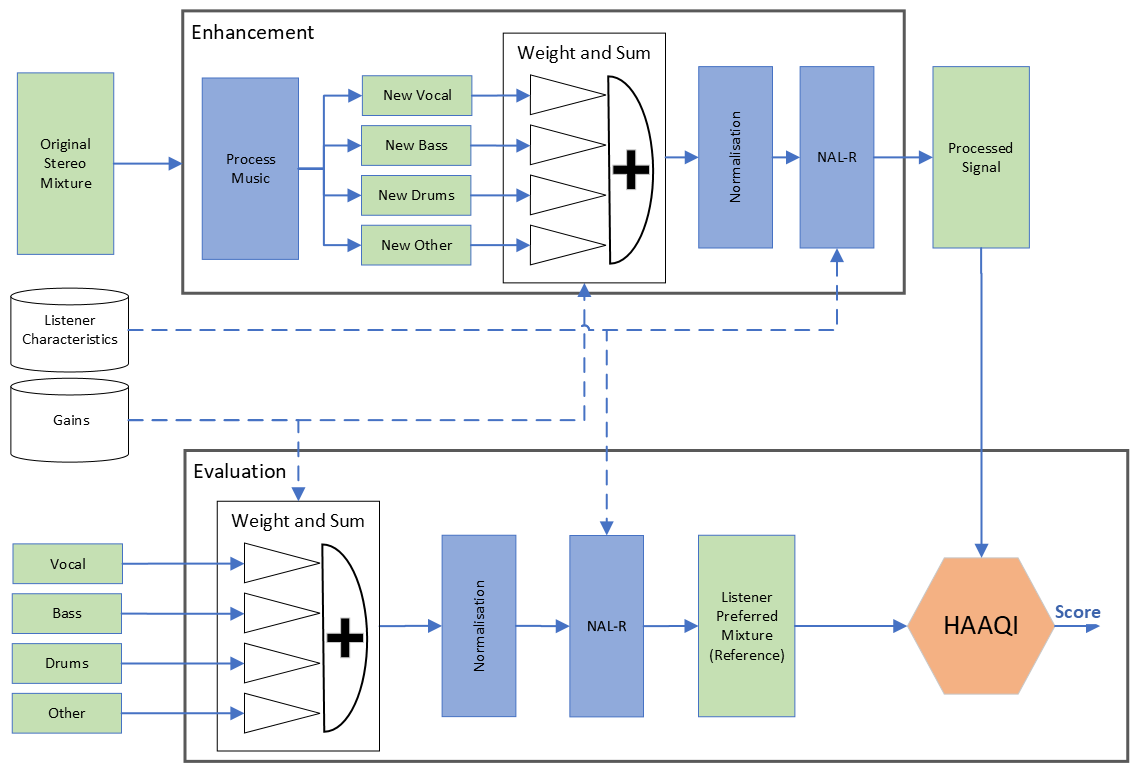 Enhancement
Weight and Sum
Original
Stereo
Mixture
Process
Music
New Vocal
New Bass
New Drums
New Other
Normalisation
NAL-R
Processed
Signal
Listener
Characteristics
Gains
Evaluation
Weight and Sum
Vocal
Bass
Drums
Other
Normalisation
NAL-R
Listener
Preferred
Mixture
(Reference)
HAAQI
Score